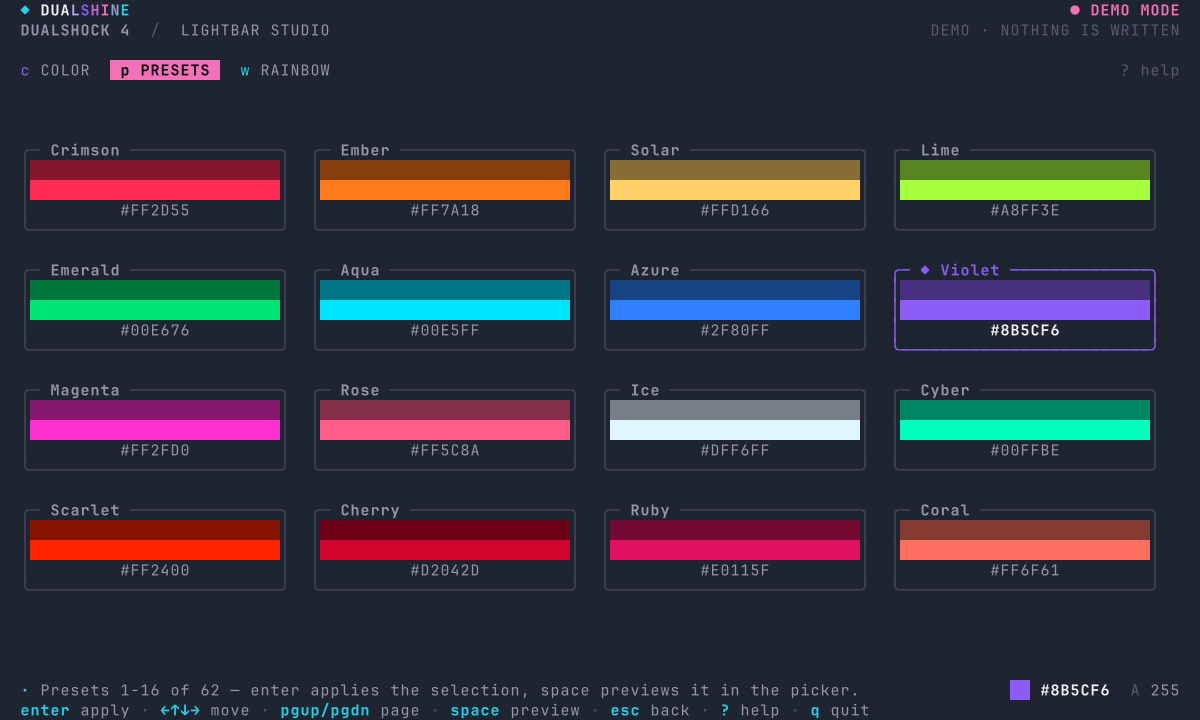 ◆ DUALSHINE ● DEMO MODE
DUALSHOCK 4 / LIGHTBAR STUDIO DEMO · NOTHING IS WRITTEN
c COLOR p PRESETS w RAINBOW ? help
Crimson Ember Solar Lime
#FF2D55 #FF7A18 #FFD166 #A8FF3E
Emerald Aqua Azure ◆ Violet
#00E676 #00E5FF #2F80FF #8B5CF6
Magenta Rose Ice Cyber
#FF2FD0 #FF5C8A #DFF6FF #00FFBE
Scarlet Cherry Ruby Coral
#FF2400 #D2042D #E0115F #FF6F61
· Presets 1-16 of 62 — enter applies the selection, space previews it in the picker. #8B5CF6 A 255
enter apply · ←↑↓→ move · pgup/pgdn page · space preview · esc back · ? help · q quit